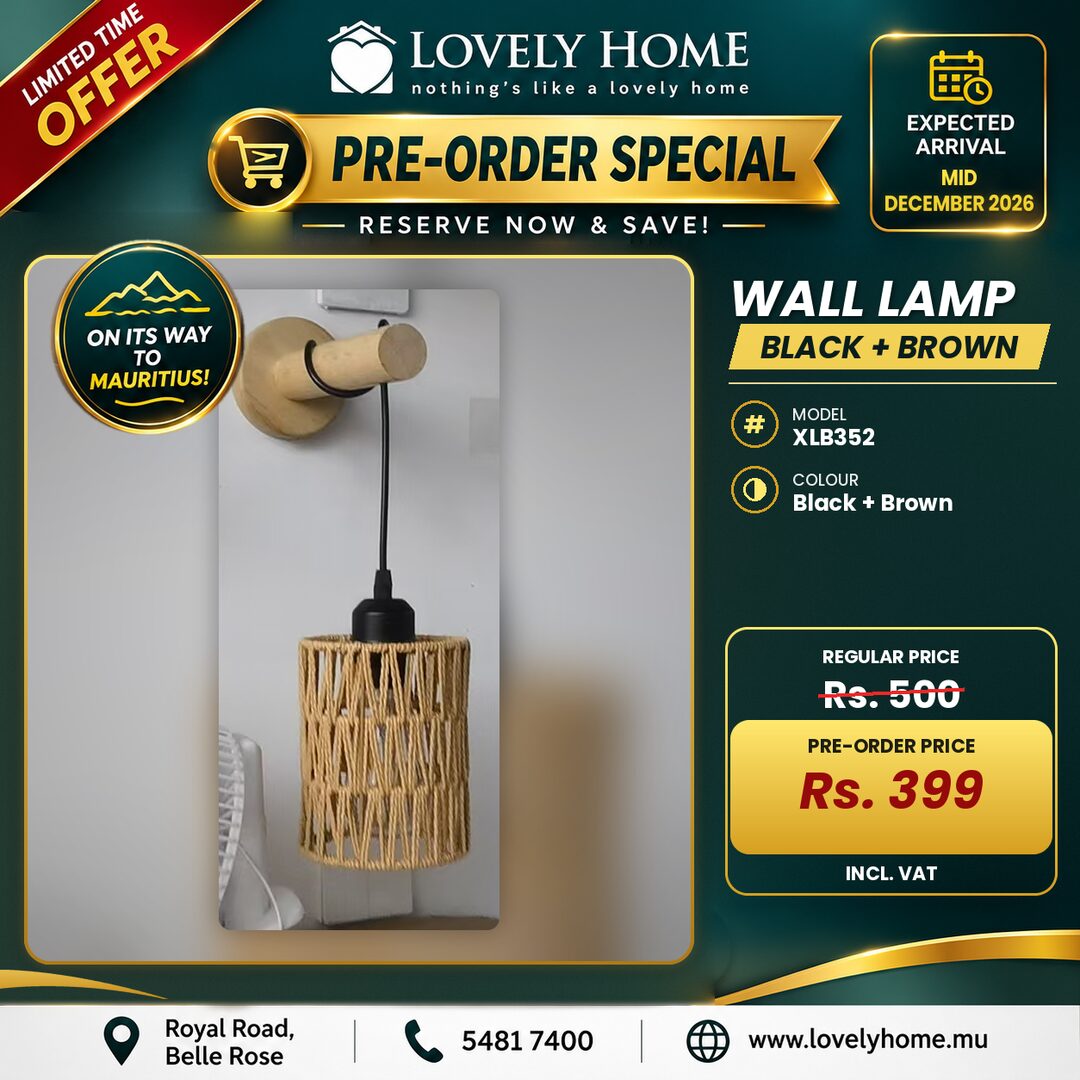 LIMITED TIME
OFFER
LOVELY HOME
nothing's like a lovely home
PRE-ORDER SPECIAL
RESERVE NOW & SAVE!
EXPECTED
ARRIVAL
MID
DECEMBER 2026
ON ITS WAY
TO
MAURITIUS!
WALL LAMP
BLACK + BROWN
#
MODEL
XLB352
COLOUR
Black + Brown
REGULAR PRICE
Rs. 500
PRE-ORDER PRICE
Rs. 399
INCL. VAT
Royal Road,
Belle Rose
5481 7400
www.lovelyhome.mu